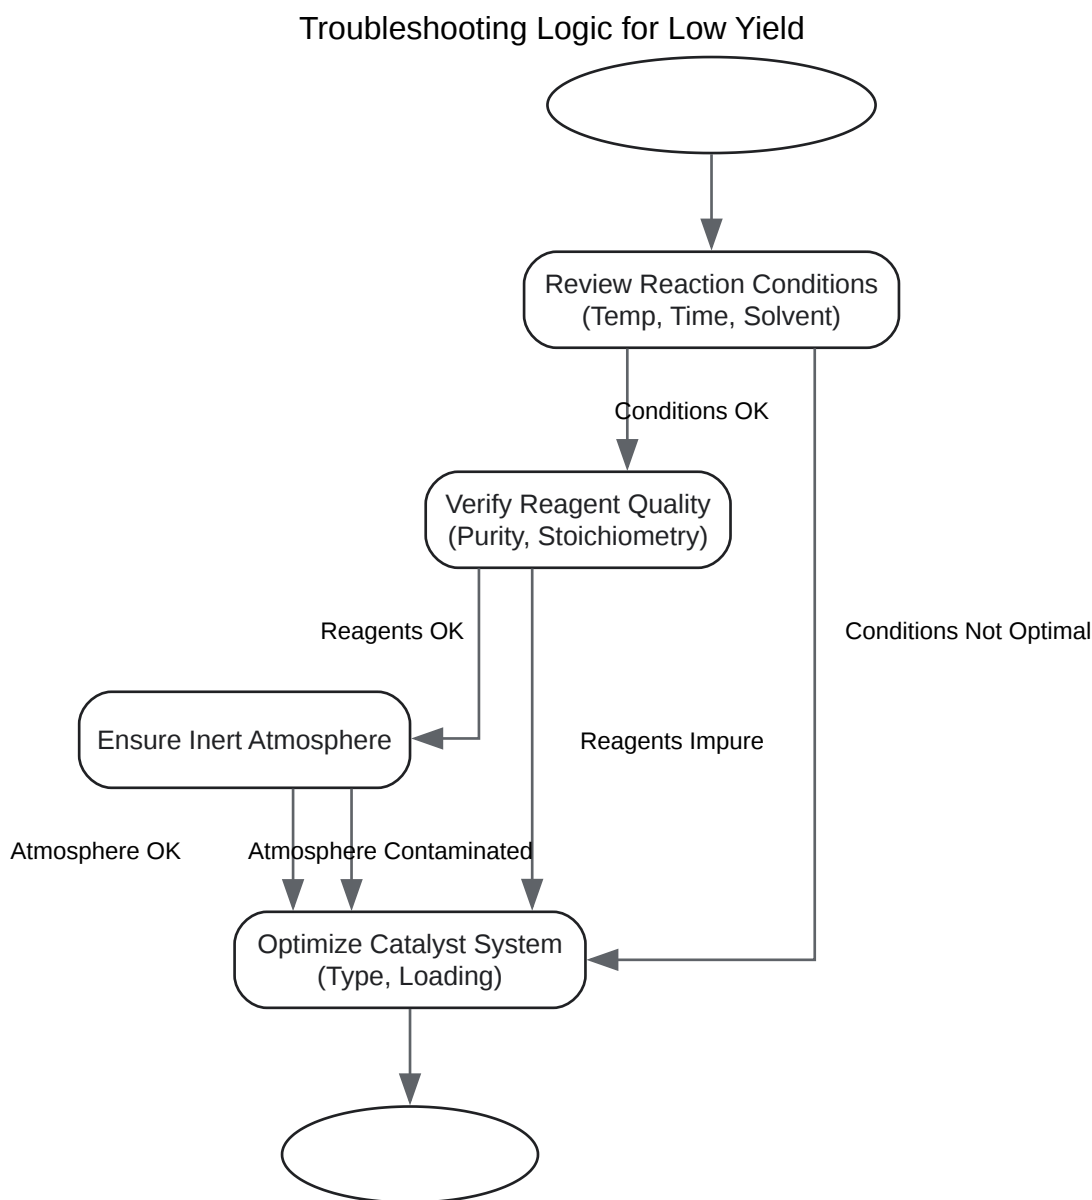 Troubleshooting Logic for Low Yield
Review Reaction Conditions
(Temp, Time, Solvent)
Conditions OK
Verify Reagent Quality
(Purity, Stoichiometry)
Reagents OK
Conditions Not Optimal
Ensure Inert Atmosphere
Reagents Impure
Atmosphere OK
Atmosphere Contaminated
Optimize Catalyst System
(Type, Loading)